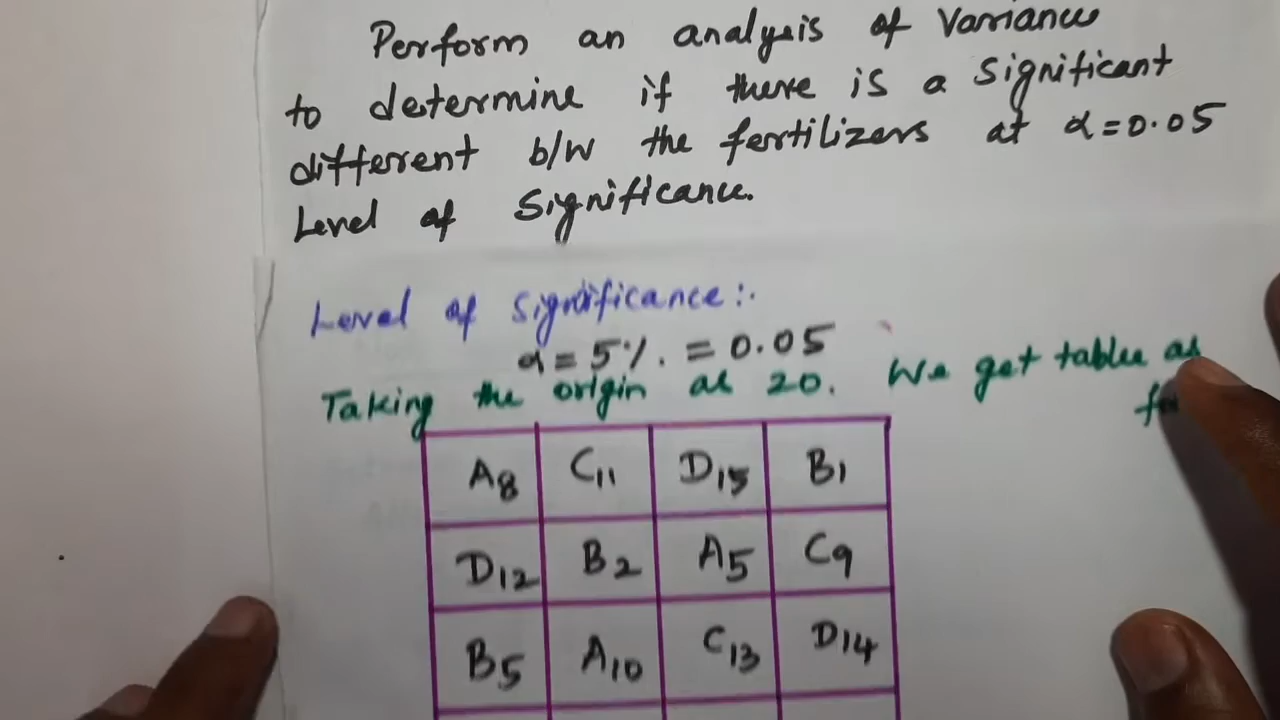 Perform an analysis of Variance
to determine if there is a significant
different b/w the fertilizers at α=0.05
Level of Significance.
Level of Significance:.
α=5%. =0.05
Taking the origin as 20. We get table as
A8 C11 D15 B1
D12 B2 A5 C9
B5 A10 C13 D14